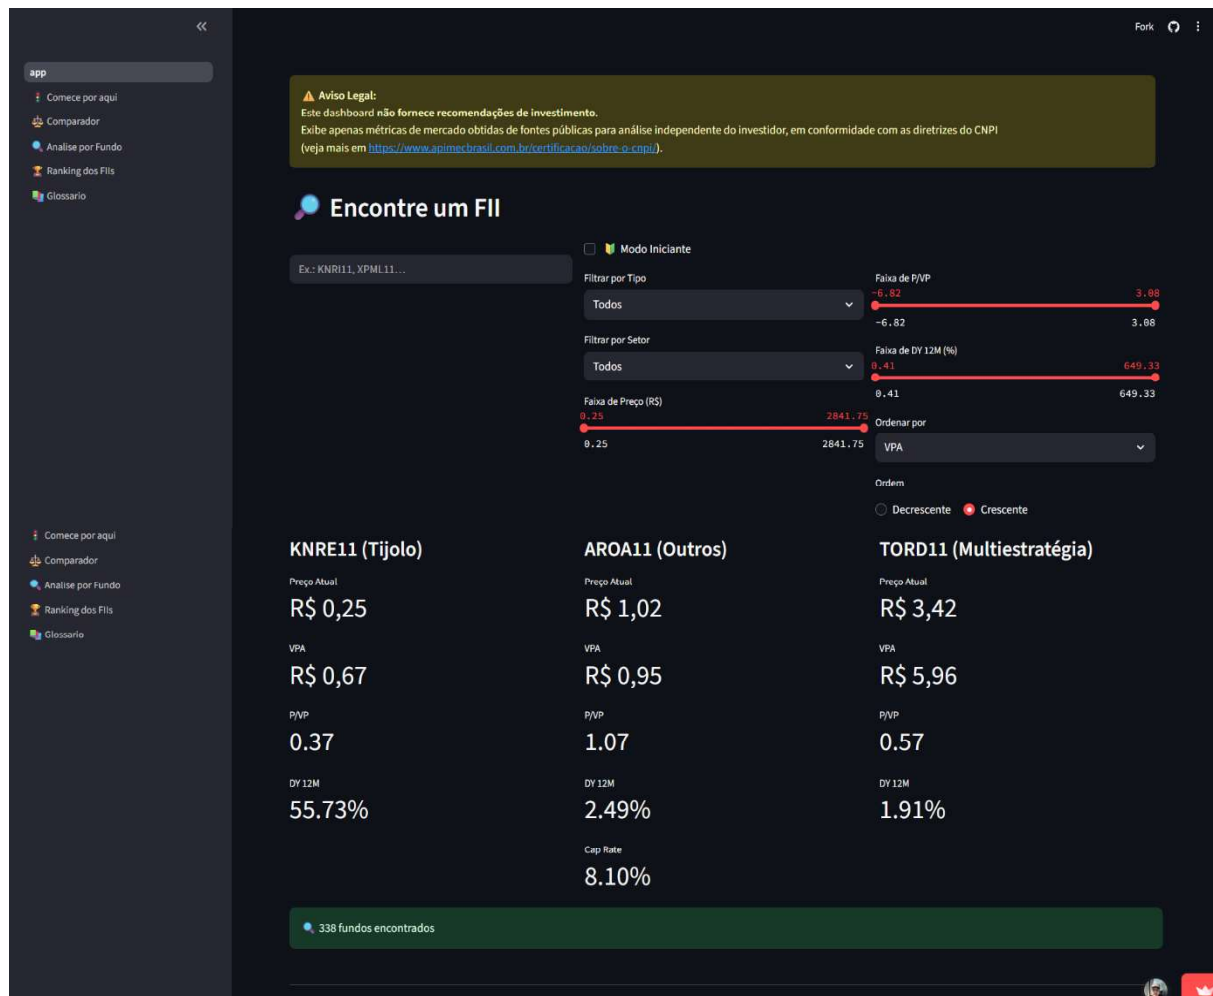 Fork
app
Comece por aqui
Comparador
Analise por Fundo
Ranking dos FIIs
Glossario
Aviso Legal:
Este dashboard não fornece recomendações de investimento.
Exibe apenas métricas de mercado obtidas de fontes públicas para análise independente do investidor, em conformidade com as diretrizes do CNPI
(veja mais em https://www.apimecbrasil.com.br/certificacao/sobre-o-cnpi/).
Encontre um FII
Ex.: KNRI11, XPML11...
Modo Iniciante
Filtrar por Tipo
Todos
Filtrar por Setor
Todos
Faixa de Preço (R$)
0.25 2841.75
0.25 2841.75
Faixa de P/VP
-6.82 3.08
-6.82 3.08
Faixa de DY 12M (%)
0.41 649.33
0.41 649.33
Ordenar por
VPA
Ordem
Decrescente Crescente
Comece por aqui
Comparador
Analise por Fundo
Ranking dos FIIs
Glossario
KNRE11 (Tijolo)
Preço Atual
R$ 0,25
VPA
R$ 0,67
P/VP
0.37
DY 12M
55.73%
AROA11 (Outros)
Preço Atual
R$ 1,02
VPA
R$ 0,95
P/VP
1.07
DY 12M
2.49%
Cap Rate
8.10%
TORD11 (Multiestratégia)
Preço Atual
R$ 3,42
VPA
R$ 5,96
P/VP
0.57
DY 12M
1.91%
338 fundos encontrados